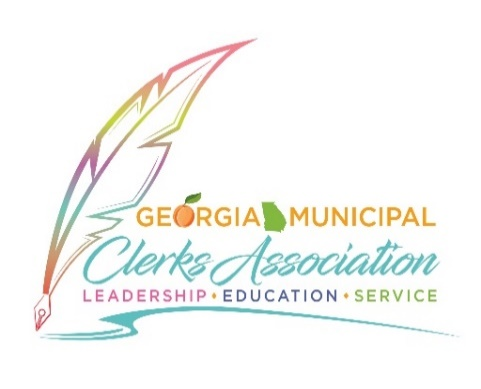 GEORGIA MUNICIPAL
Clerks Association
LEADERSHIP • EDUCATION • SERVICE